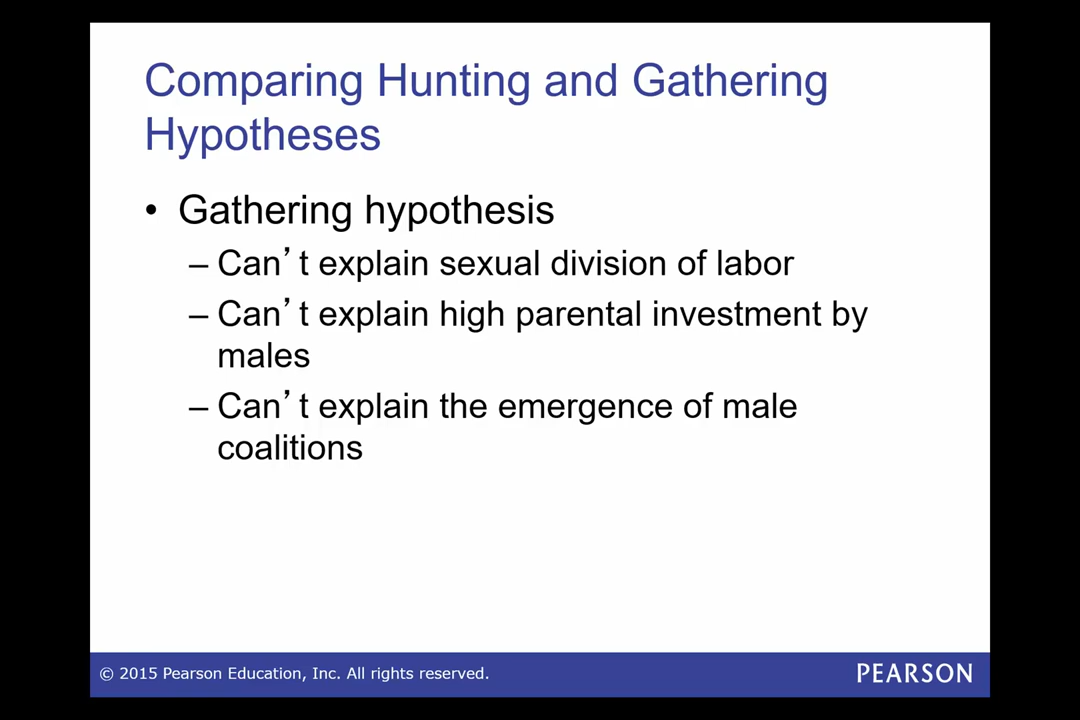 Comparing Hunting and Gathering
Hypotheses
• Gathering hypothesis
– Can’t explain sexual division of labor
– Can’t explain high parental investment by
males
– Can’t explain the emergence of male
coalitions
© 2015 Pearson Education, Inc. All rights reserved.
PEARSON